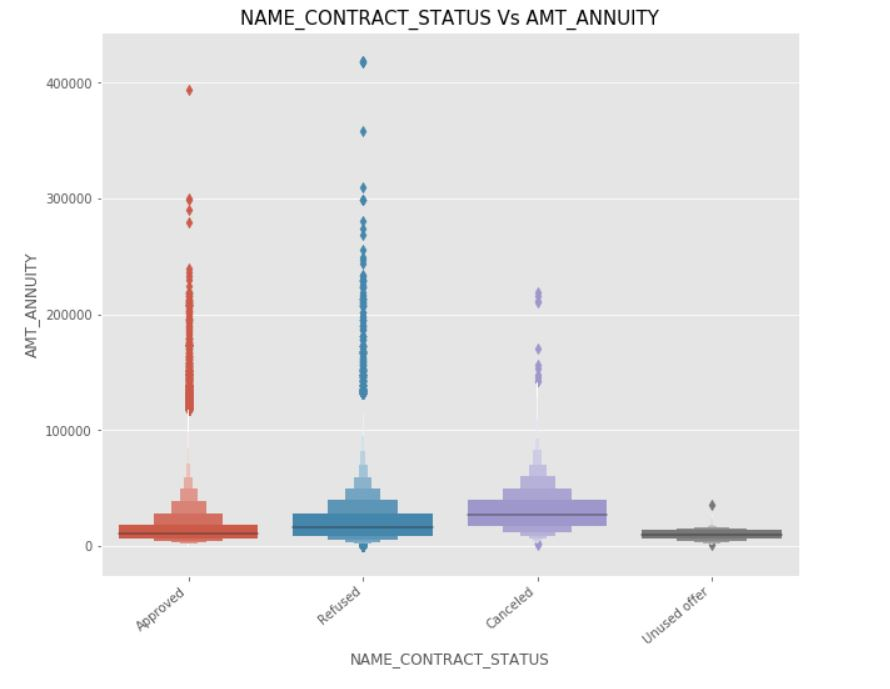 NAME_CONTRACT_STATUS Vs AMT_ANNUITY
400000
300000
200000
100000
0
AMT_ANNUITY
Approved
Refused
Canceled
Unused offer
NAME_CONTRACT_STATUS